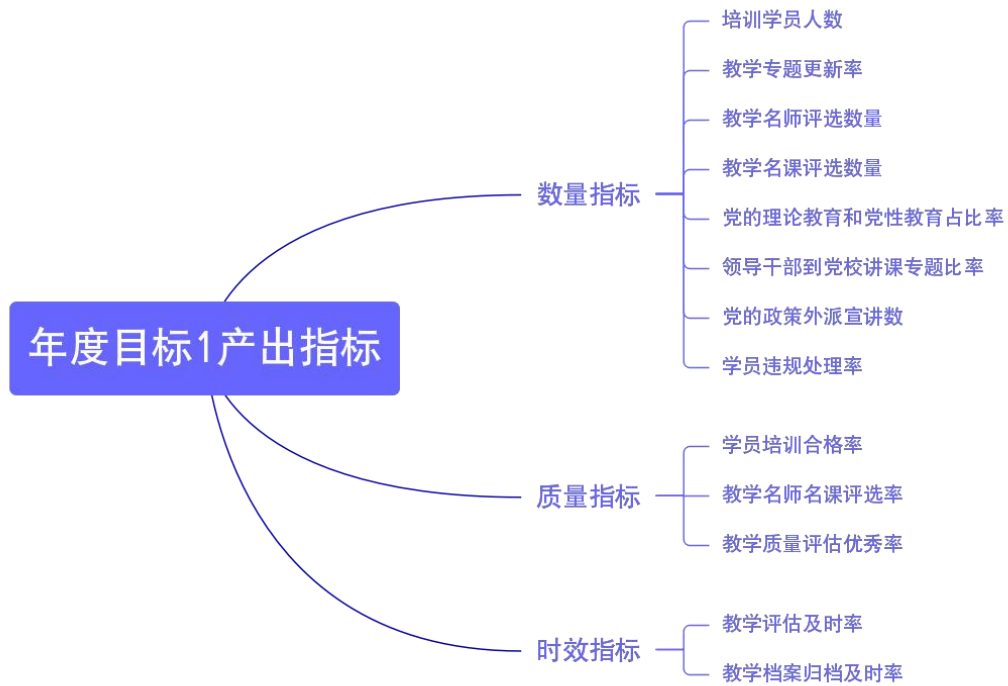 年度目标1产出指标
数量指标
培训学员人数
教学专题更新率
教学名师评选数量
教学名课评选数量
党的理论教育和党性教育占比率
领导干部到党校讲课专题比率
党的政策外派宣讲数
学员违规处理率
质量指标
学员培训合格率
教学名师名课评选率
教学质量评估优秀率
时效指标
教学评估及时率
教学档案归档及时率